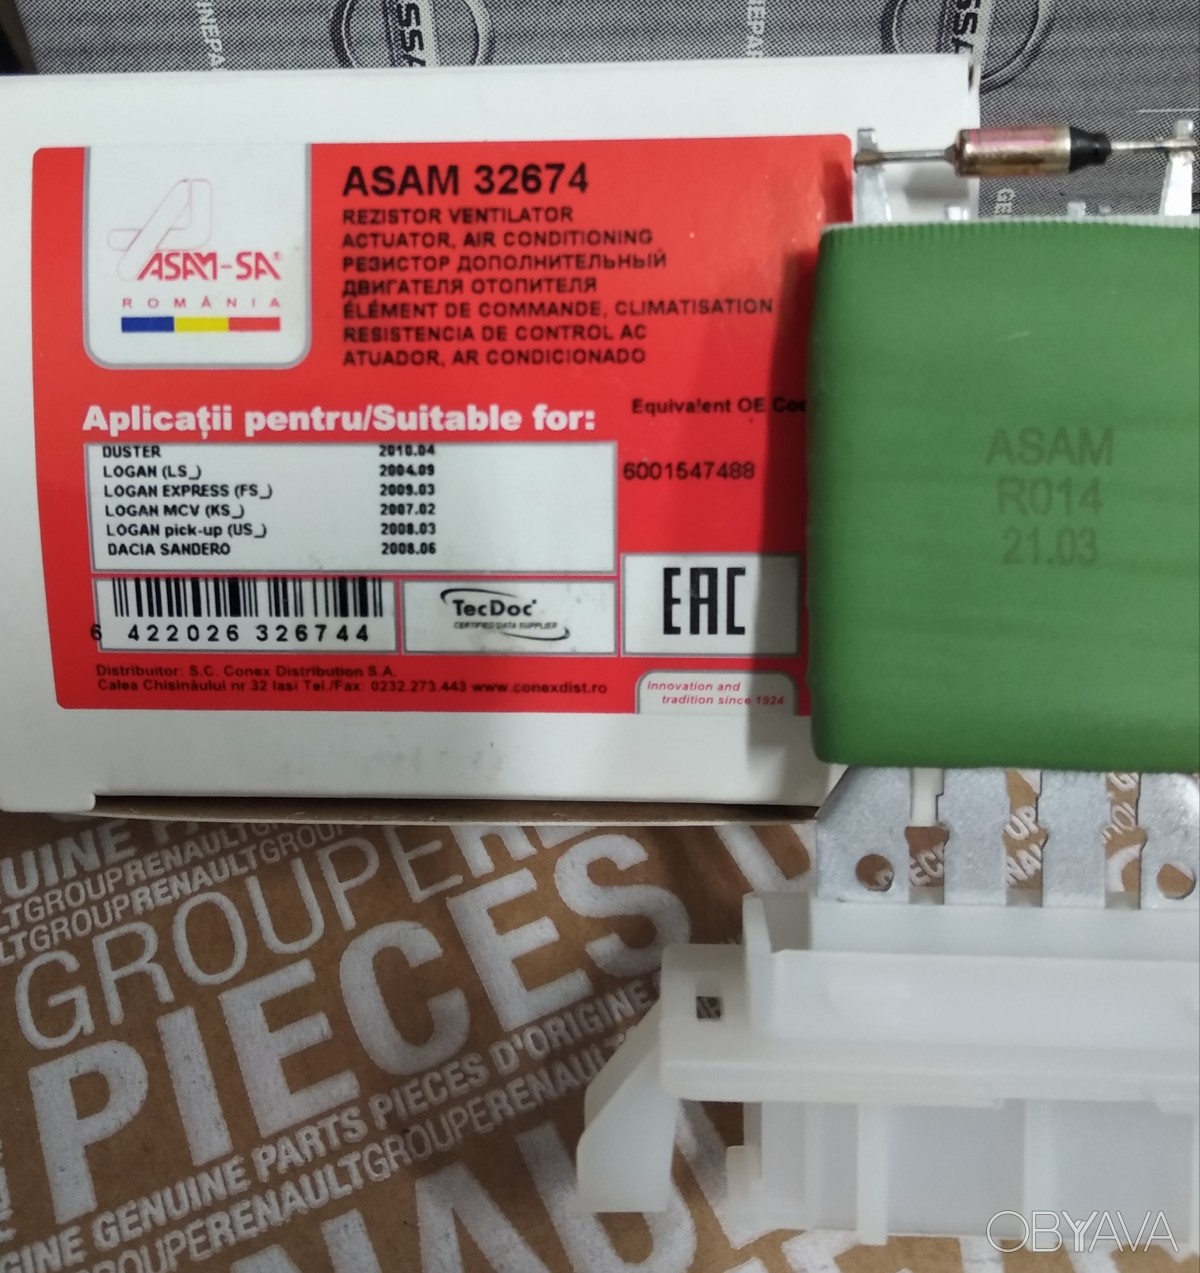 ASAM 32674
REZISTOR VENTILATOR
ACTUATOR, AIR CONDITIONING
РЕЗИСТОР ДОПОЛНИТЕЛЬНЫЙ
ДВИГАТЕЛЯ ОТОПИТЕЛЯ
ÉLÉMENT DE COMMANDE, CLIMATISATION
RESISTENCIA DE CONTROL AC
ATUADOR, AR CONDICIONADO
ASAM-SA®
ROMÂNIA
Aplicații pentru/Suitable for:
Equivalent OE
6001547488
DUSTER 2010.04
LOGAN (LS_) 2004.09
LOGAN EXPRESS (FS_) 2009.03
LOGAN MCV (KS_) 2007.02
LOGAN pick-up (US_) 2008.03
DACIA SANDERO 2008.06
6 422026 326744
TecDoc
CERTIFIED DATA SUPPLIER
EAC
Distribuitor: S.C. Conex Distribution S.A.
Calea Chisinăului nr.32 Iasi Tel./Fax: 0232.273.443 www.conexdist.ro
Innovation and
tradition since 1924
ASAM
R014
21.03
GROUPE
PIECES
GENUINE PARTS PIECES D'ORIGINE
GROUPERENAULT
OBYAVA